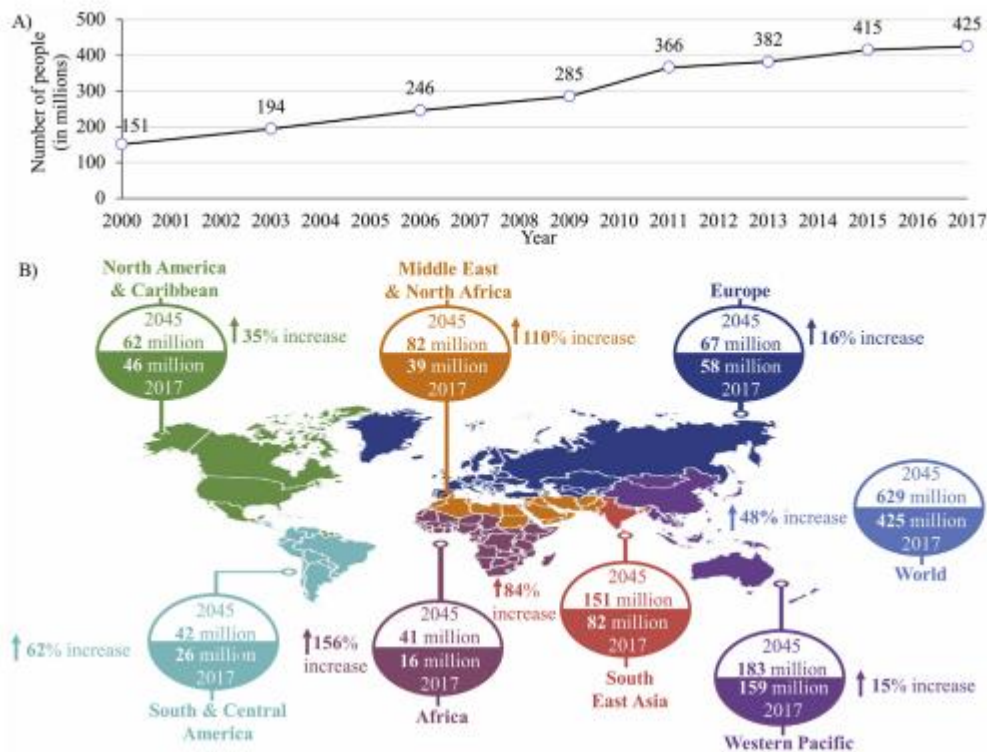 A)
Number of people
(in millions)
500
400
300
200
100
0
151
194
246
285
366
382
415
425
2000 2001 2002 2003 2004 2005 2006 2007 2008 2009 2010 2011 2012 2013 2014 2015 2016 2017
Year
B)
North America
& Caribbean
2045
62 million
46 million
2017
35% increase
Middle East
& North Africa
2045
82 million
39 million
2017
110% increase
Europe
2045
67 million
58 million
2017
16% increase
2045
629 million
425 million
2017
World
48% increase
2045
42 million
26 million
2017
South & Central
America
62% increase
2045
41 million
16 million
2017
Africa
156%
increase
2045
151 million
82 million
2017
South
East Asia
84%
increase
2045
183 million
159 million
2017
Western Pacific
15% increase